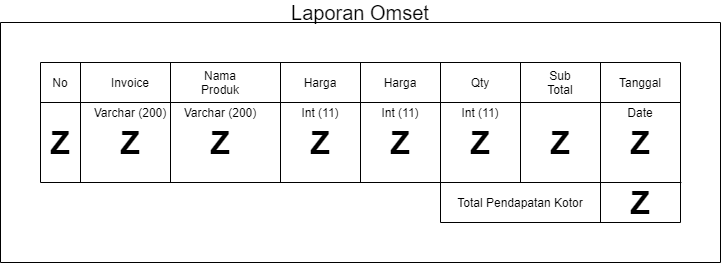 Laporan Omset
No Invoice Nama Produk Harga Harga Qty Sub Total Tanggal
Varchar (200) Varchar (200) Int (11) Int (11) Int (11) Date
Z Z Z Z Z Z Z Z
Total Pendapatan Kotor Z